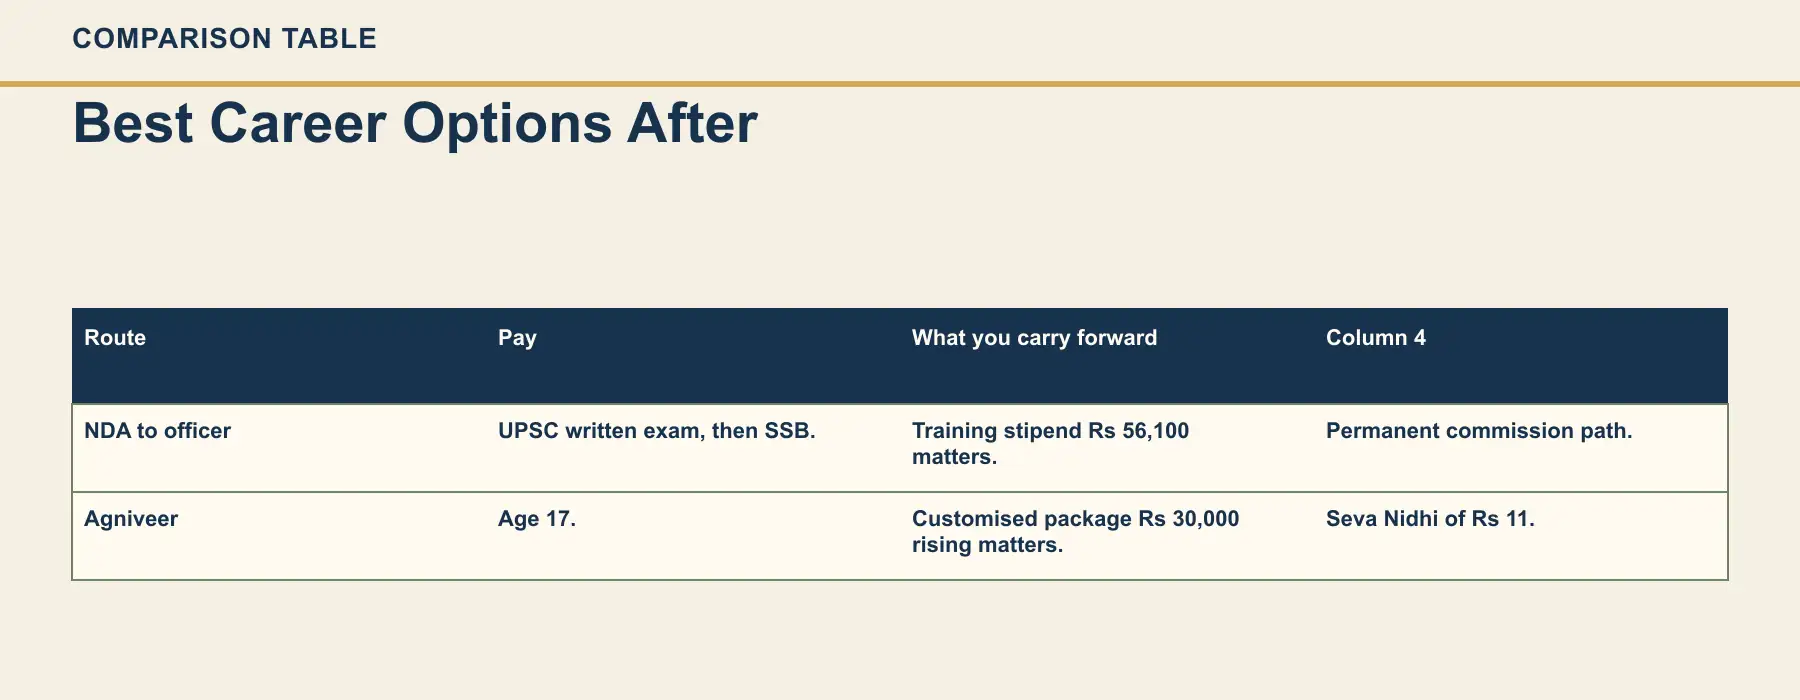 COMPARISON TABLE
Best Career Options After
Route Pay What you carry forward Column 4
NDA to officer UPSC written exam, then SSB. Training stipend Rs 56,100 Permanent commission path.
matters.
Agniveer Age 17. Customised package Rs 30,000 Seva Nidhi of Rs 11.
rising matters.